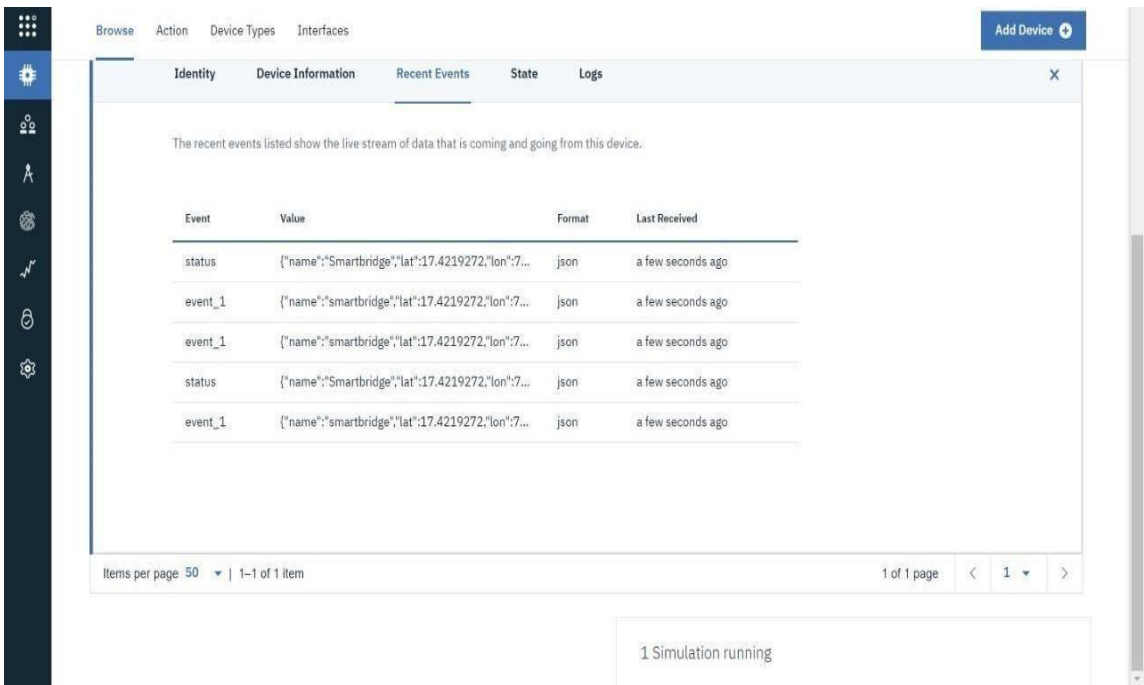 Browse Action Device Types Interfaces Add Device
Identity Device Information Recent Events State Logs
The recent events listed show the live stream of data that is coming and going from this device.
Event Value Format Last Received
status {"name":"Smartbridge","lat":17.4219272,"lon":7... json a few seconds ago
event_1 {"name":"smartbridge","lat":17.4219272,"lon":7... json a few seconds ago
event_1 {"name":"smartbridge","lat":17.4219272,"lon":7... json a few seconds ago
status {"name":"Smartbridge","lat":17.4219272,"lon":7... json a few seconds ago
event_1 {"name":"smartbridge","lat":17.4219272,"lon":7... json a few seconds ago
Items per page 50 | 1–1 of 1 item 1 of 1 page 1
1 Simulation running